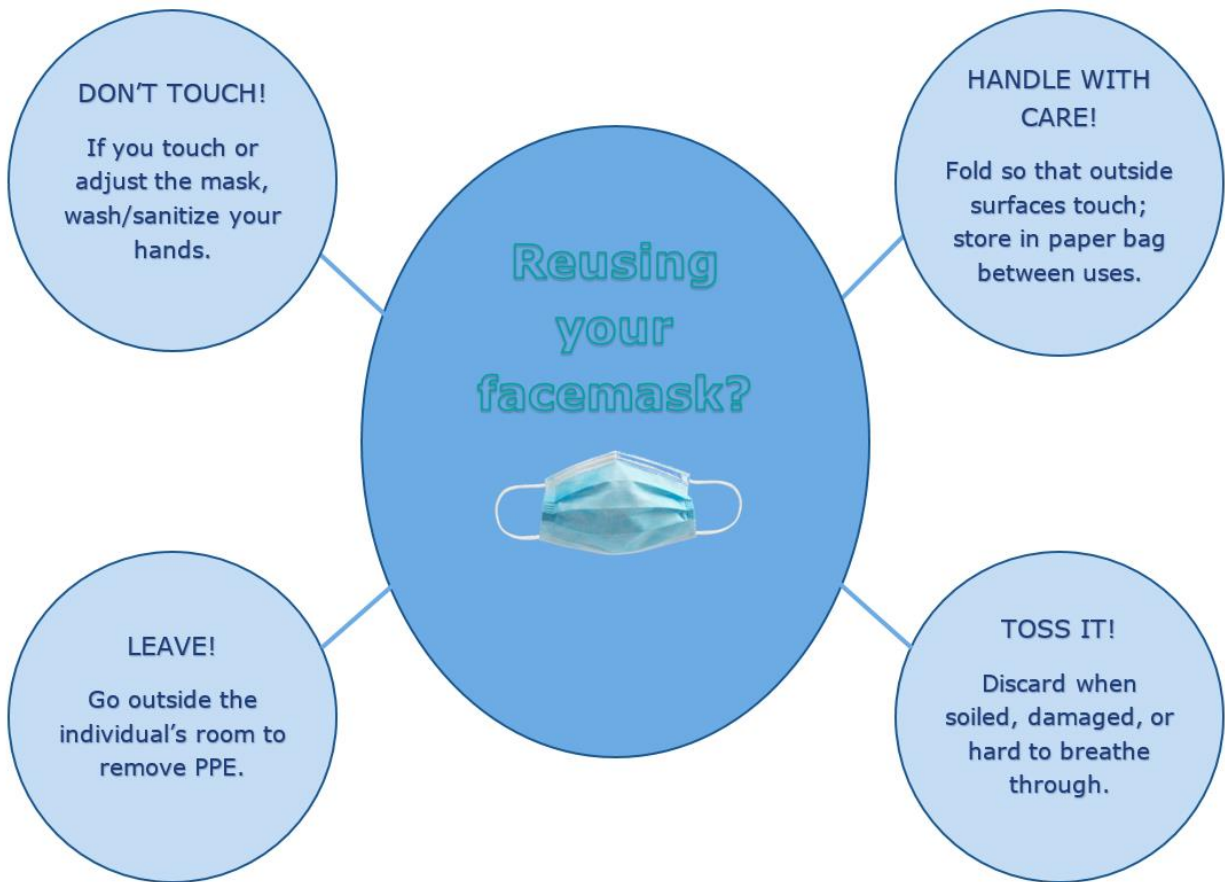 DON’T TOUCH!
If you touch or
adjust the mask,
wash/sanitize your
hands.
HANDLE WITH
CARE!
Fold so that outside
surfaces touch;
store in paper bag
between uses.
Reusing
your
facemask?
LEAVE!
Go outside the
individual’s room to
remove PPE.
TOSS IT!
Discard when
soiled, damaged, or
hard to breathe
through.